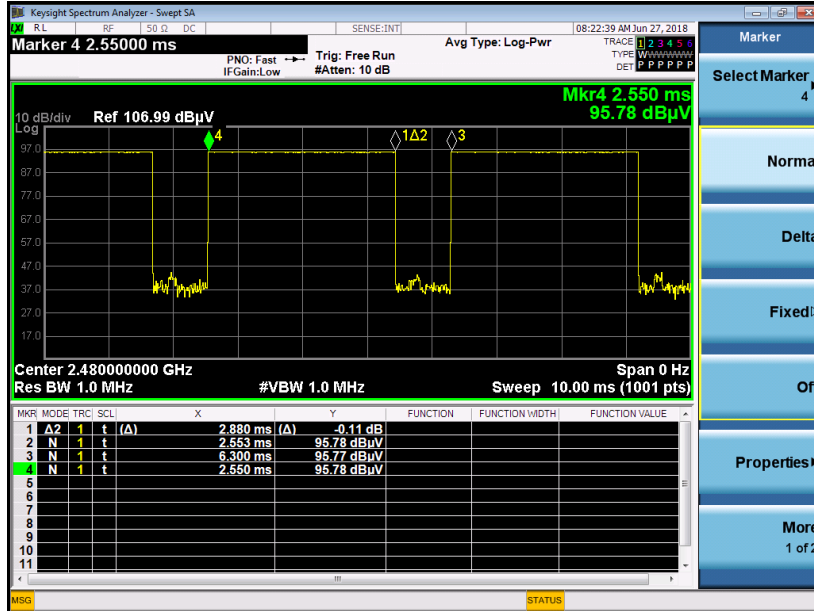 Keysight Spectrum Analyzer - Swept SA
LXI RL RF 50 Ω DC SENSE:INT 08:22:39 AM Jun 27, 2018
Marker 4 2.55000 ms
PNO: Fast
IFGain:Low
Trig: Free Run
#Atten: 10 dB
Avg Type: Log-Pwr
TRACE 1 2 3 4 5 6
TYPE WWWWWW
DET P P P P P P
Mkr4 2.550 ms
95.78 dBµV
10 dB/div Ref 106.99 dBµV
Log
97.0
87.0
77.0
67.0
57.0
47.0
37.0
27.0
17.0
4
1Δ2
3
Center 2.480000000 GHz Span 0 Hz
Res BW 1.0 MHz #VBW 1.0 MHz Sweep 10.00 ms (1001 pts)
MKR MODE TRC SCL X Y FUNCTION FUNCTION WIDTH FUNCTION VALUE
1 Δ2 1 t (Δ) 2.880 ms (Δ) -0.11 dB
2 N 1 t 2.553 ms 95.78 dBµV
3 N 1 t 6.300 ms 95.77 dBµV
4 N 1 t 2.550 ms 95.78 dBµV
5
6
7
8
9
10
11
MSG STATUS
Marker
Select Marker
4
Norma
Delta
Fixed
Of
Properties
More
1 of 2